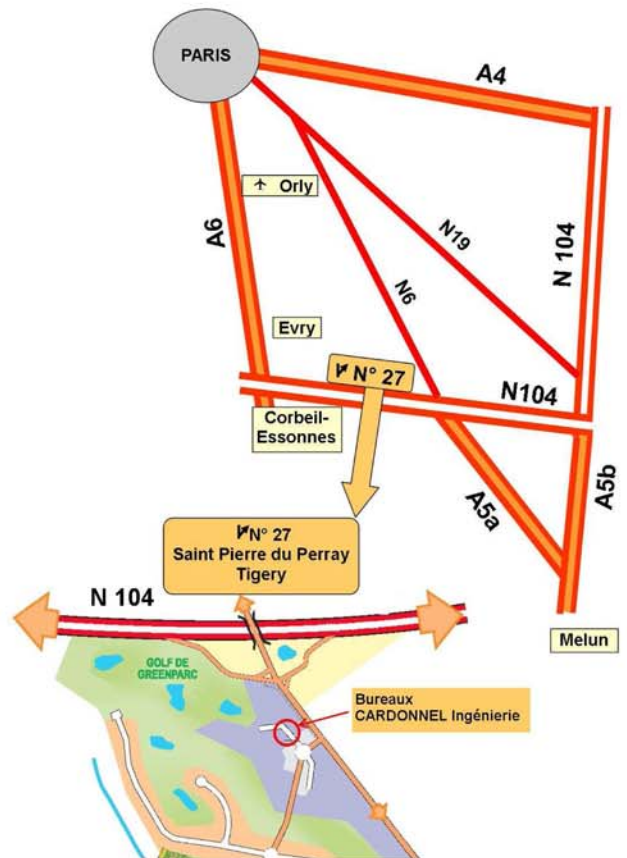 PARIS
A4
Orly
A6
N19
N 104
N6
Evry
N° 27
N104
Corbeil-
Essonnes
A5a
A5b
N° 27
Saint Pierre du Perray
Tigery
N 104
Melun
GOLF DE
GREENPARC
Bureaux
CARDONNEL Ingénierie